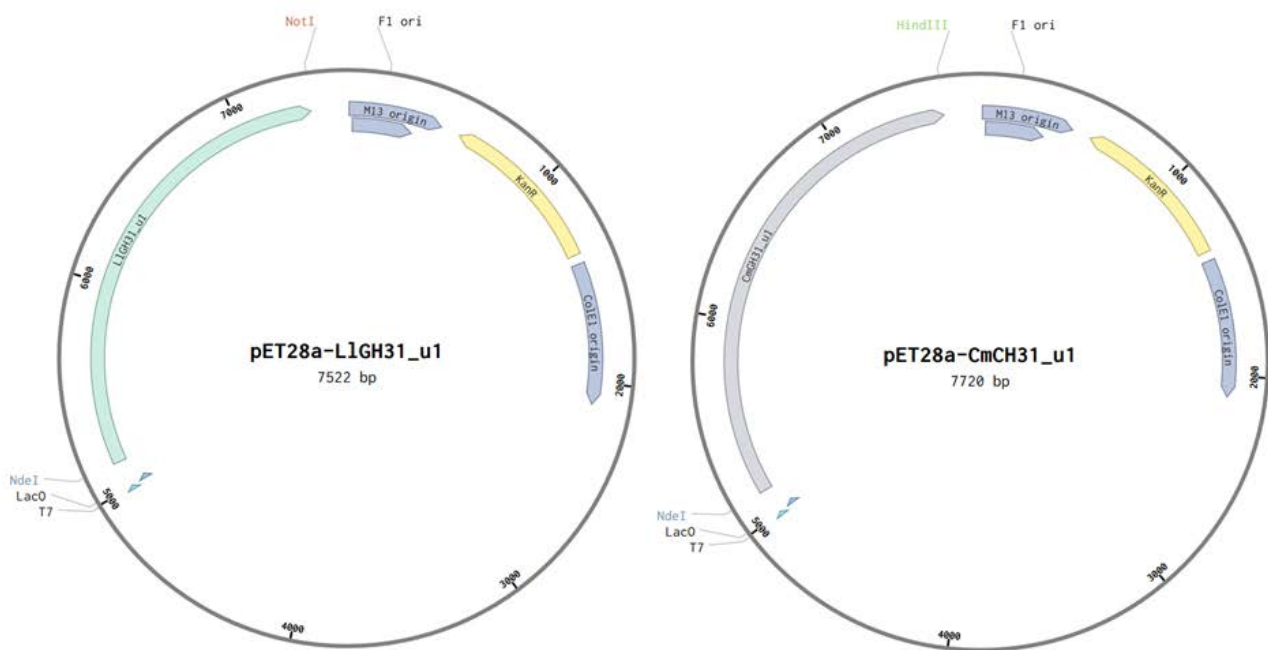 NotI
F1 ori
M13 origin
KanR
ColE1 origin
LlGH31_u1
NdeI
LacO
T7
1000
2000
3000
4000
5000
6000
7000
pET28a-LlGH31_u1
7522 bp
HindIII
F1 ori
M13 origin
KanR
ColE1 origin
CmGH31_u1
NdeI
LacO
T7
1000
2000
3000
4000
5000
6000
7000
pET28a-CmCH31_u1
7720 bp